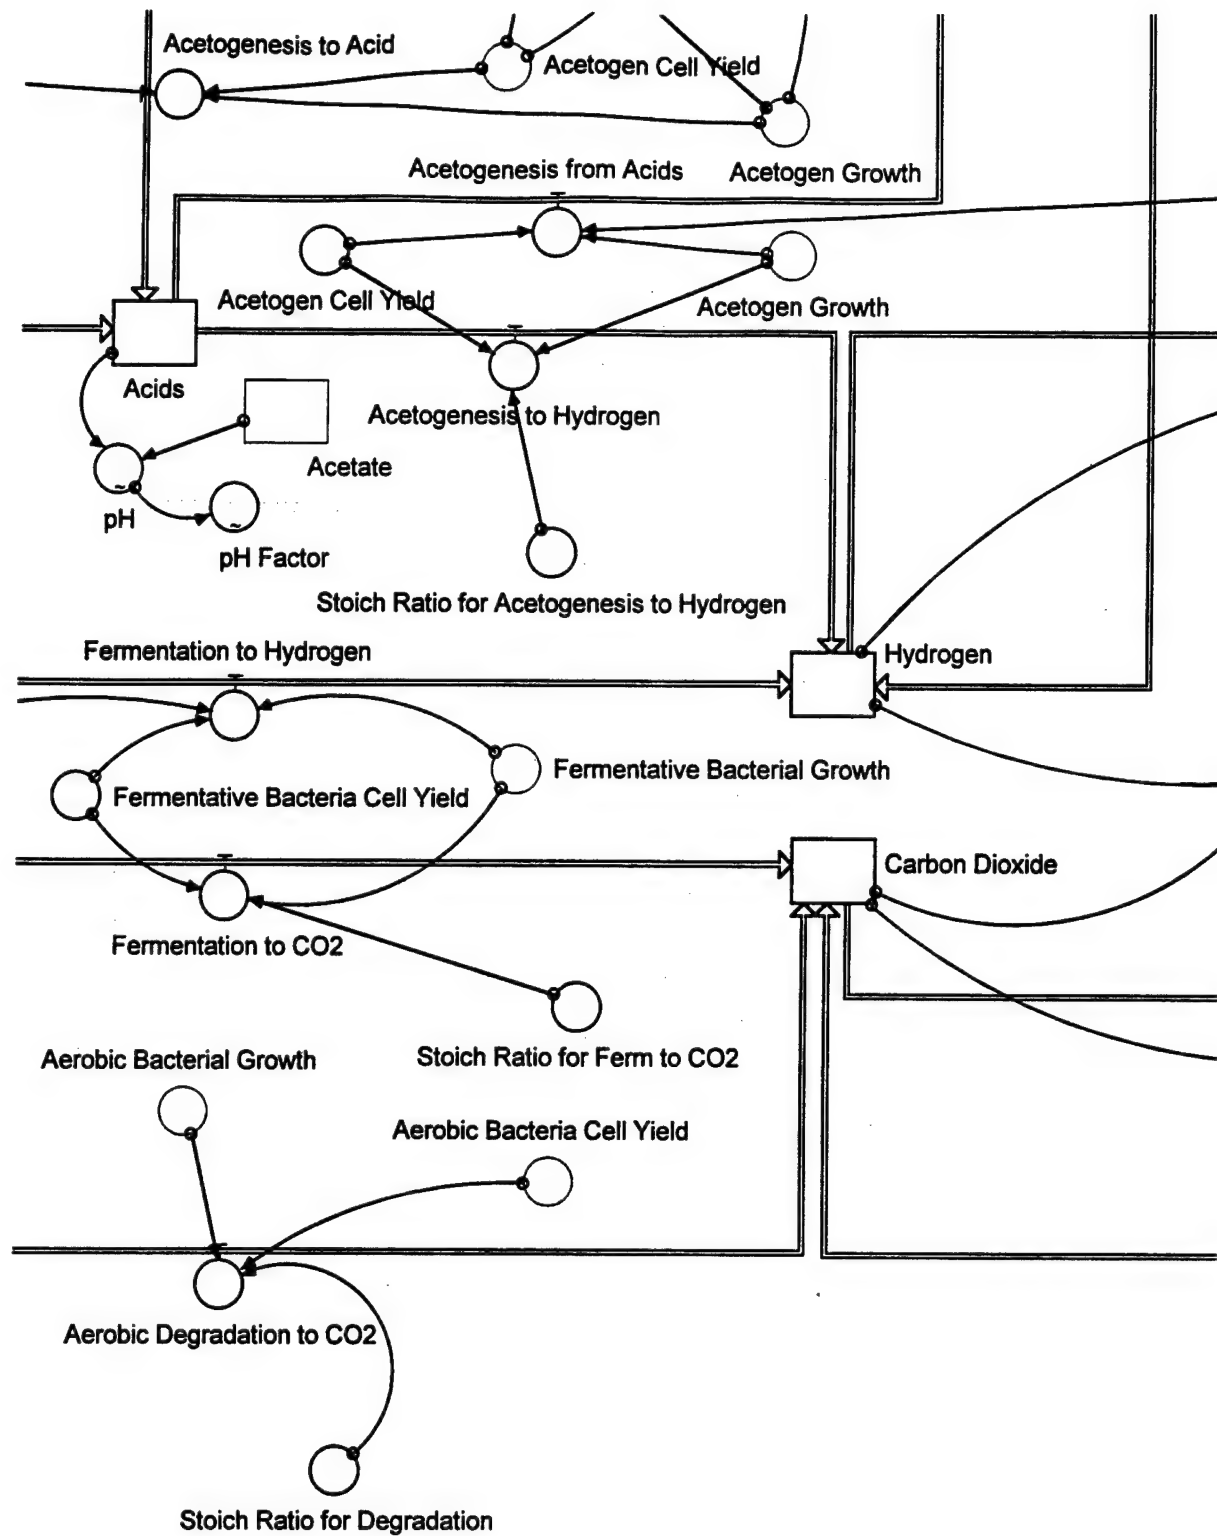 Acetogenesis to Acid
Acetogen Cell Yield
Acetogenesis from Acids
Acetogen Growth
Acetogen Cell Yield
Acetogen Growth
Acids
Acetogenesis to Hydrogen
Acetate
~
pH
~
pH Factor
Stoich Ratio for Acetogenesis to Hydrogen
Fermentation to Hydrogen
Hydrogen
Fermentative Bacterial Growth
Fermentative Bacteria Cell Yield
Carbon Dioxide
Fermentation to CO2
Stoich Ratio for Ferm to CO2
Aerobic Bacterial Growth
Aerobic Bacteria Cell Yield
Aerobic Degradation to CO2
Stoich Ratio for Degradation